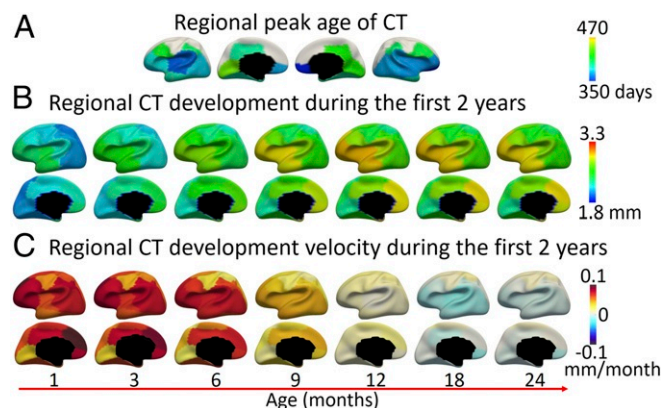 A
Regional peak age of CT
470
350 days
B Regional CT development during the first 2 years
3.3
1.8 mm
C Regional CT development velocity during the first 2 years
0.1
0
-0.1
mm/month
1 3 6 9 12 18 24
Age (months)